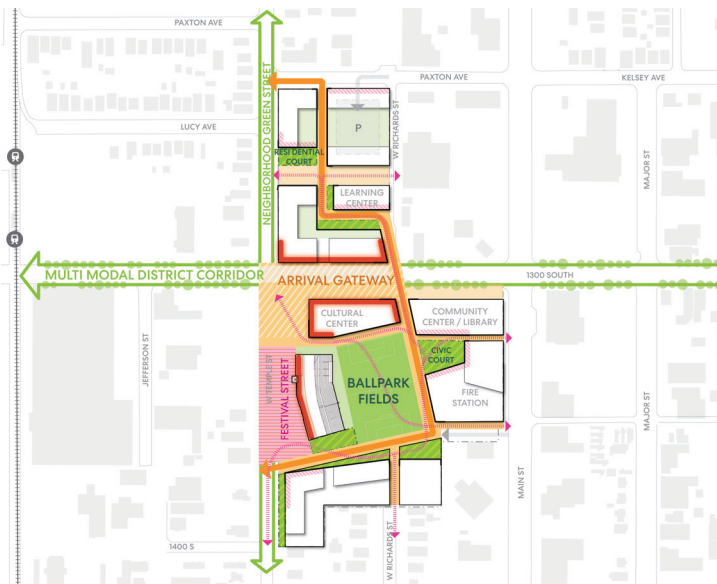 PAXTON AVE
PAXTON AVE
KELSEY AVE
NEIGHBORHOOD GREEN STREET
W RICHARDS ST
P
LUCY AVE
RESIDENTIAL
COURT
MAJOR ST
LEARNING
CENTER
MULTI MODAL DISTRICT CORRIDOR
ARRIVAL GATEWAY
1300 SOUTH
CULTURAL
CENTER
COMMUNITY
CENTER / LIBRARY
JEFFERSON ST
W TEMPLE ST
FESTIVAL STREET
CIVIC
COURT
BALLPARK
FIELDS
FIRE
STATION
MAJOR ST
MAIN ST
1400 S
W RICHARDS ST